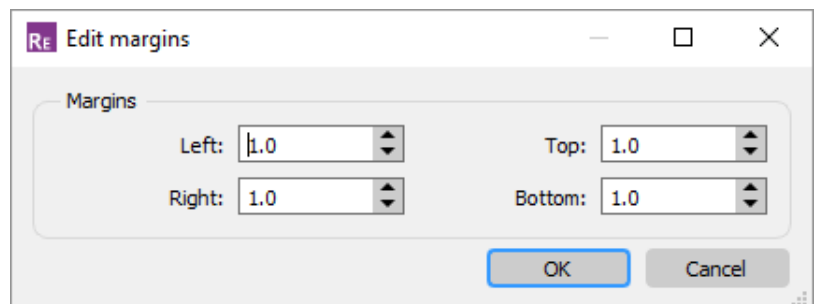 RE Edit margins
Margins
Left: 1.0 Top: 1.0
Right: 1.0 Bottom: 1.0
OK Cancel